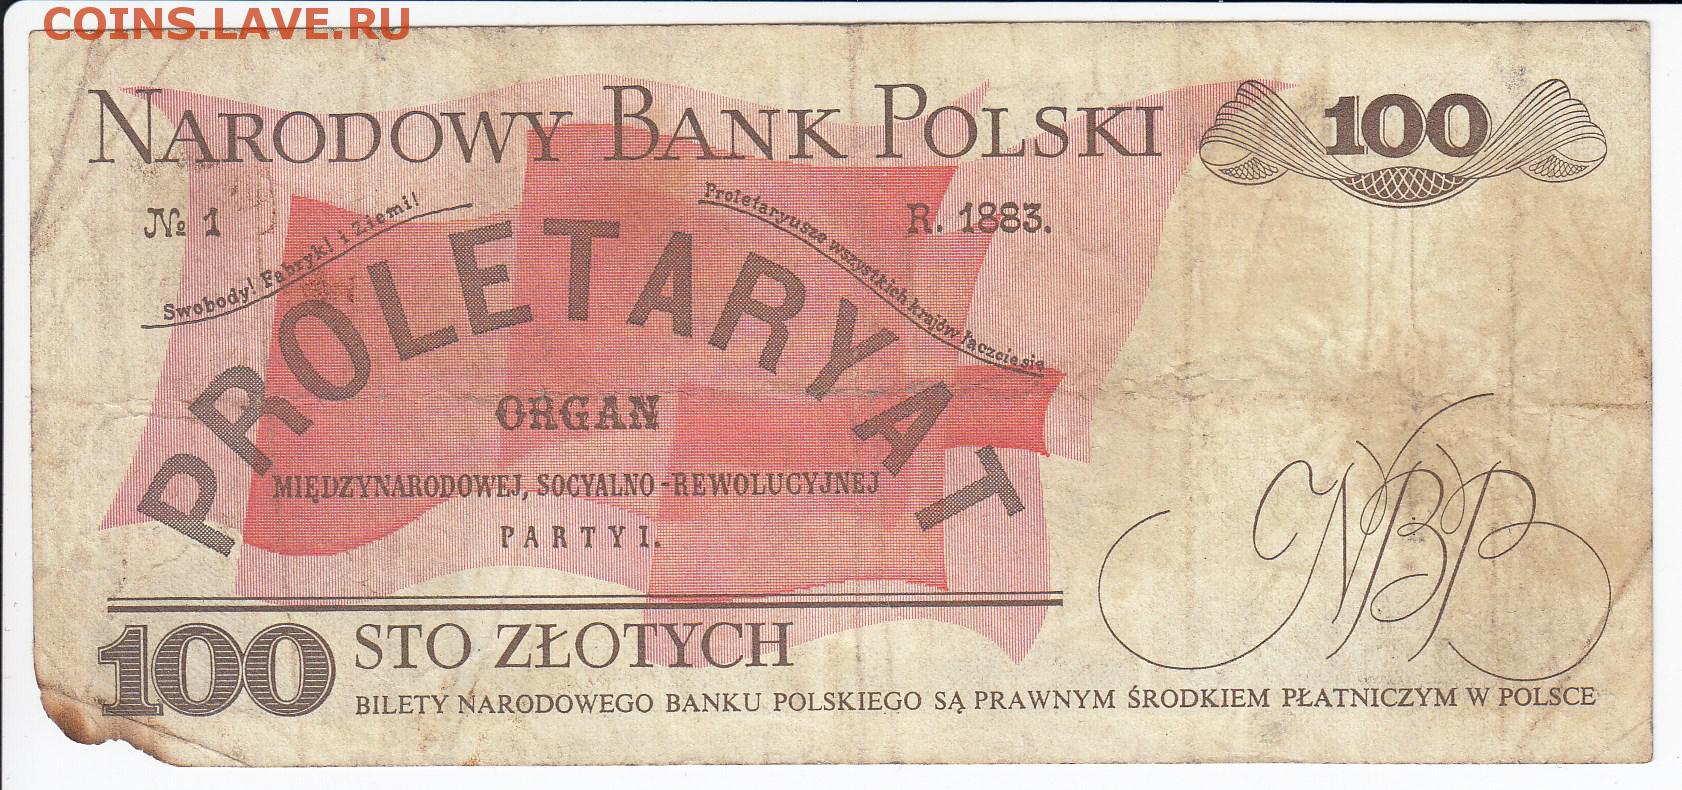 COINS.LAVE.RU
NARODOWY BANK POLSKI
100
№ 1
R. 1883.
Swobody! Fabryk! i Ziemi!
Proletaryusze wszystkich krajów łączcie się
PROLETARYAT
ORGAN
MIĘDZYNARODOWEJ, SOCYALNO-REWOLUCYJNEJ
PARTYI.
NBP
100 STO ZŁOTYCH
BILETY NARODOWEGO BANKU POLSKIEGO SĄ PRAWNYM ŚRODKIEM PŁATNICZYM W POLSCE